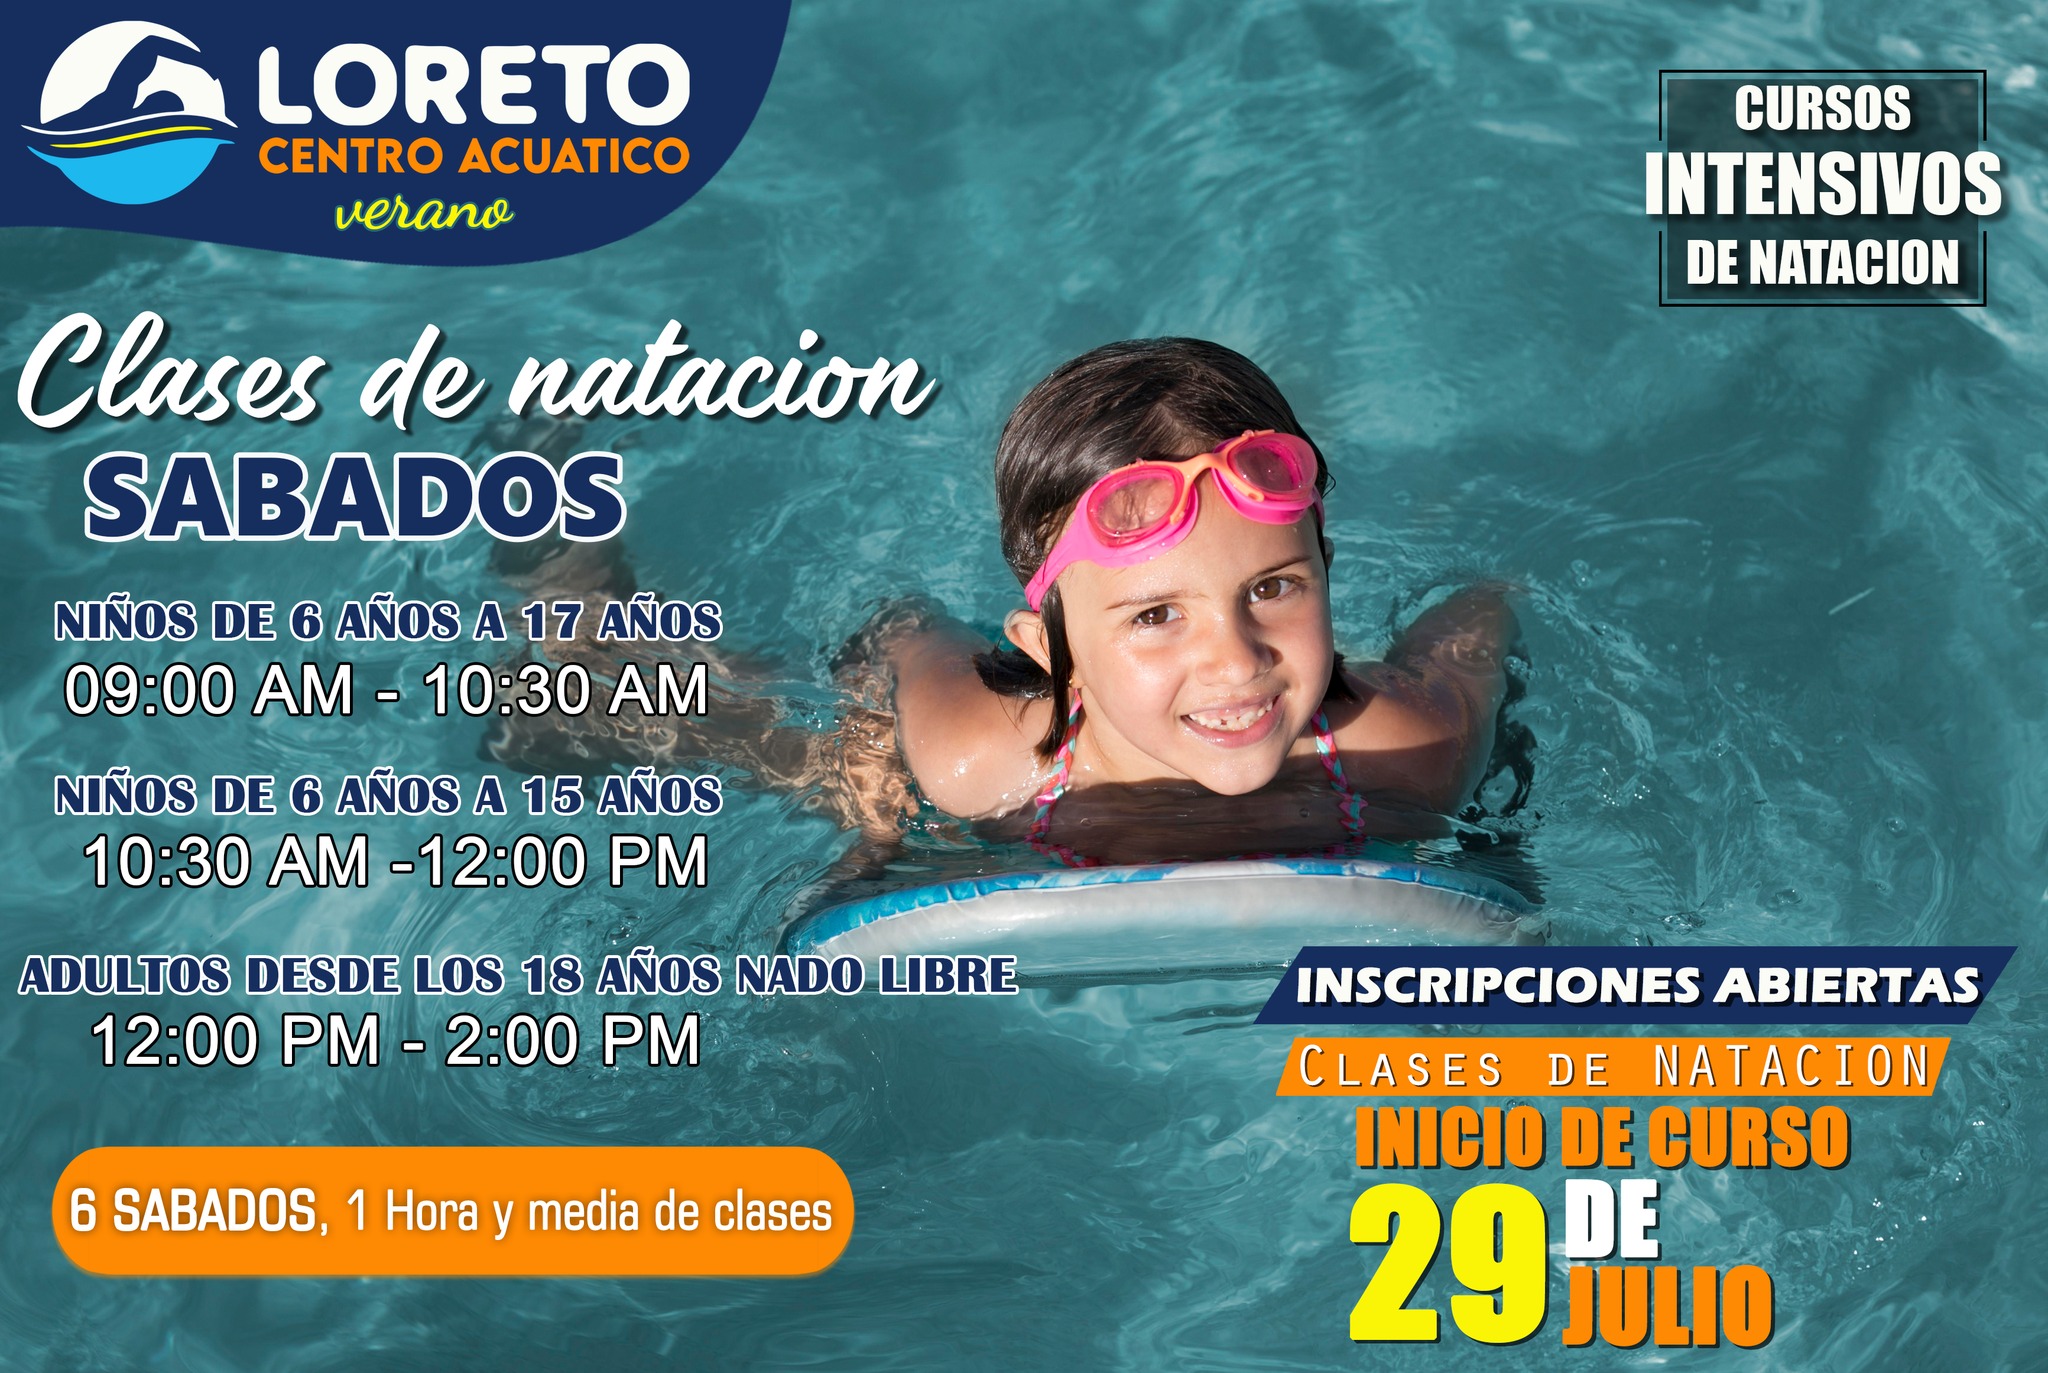 LORETO
CENTRO ACUATICO
verano
CURSOS
INTENSIVOS
DE NATACION
Clases de natacion
SABADOS
NIÑOS DE 6 AÑOS A 17 AÑOS
09:00 AM - 10:30 AM
NIÑOS DE 6 AÑOS A 15 AÑOS
10:30 AM -12:00 PM
ADULTOS DESDE LOS 18 AÑOS NADO LIBRE
12:00 PM - 2:00 PM
6 SABADOS, 1 Hora y media de clases
INSCRIPCIONES ABIERTAS
CLASES DE NATACION
INICIO DE CURSO
29 DE
JULIO